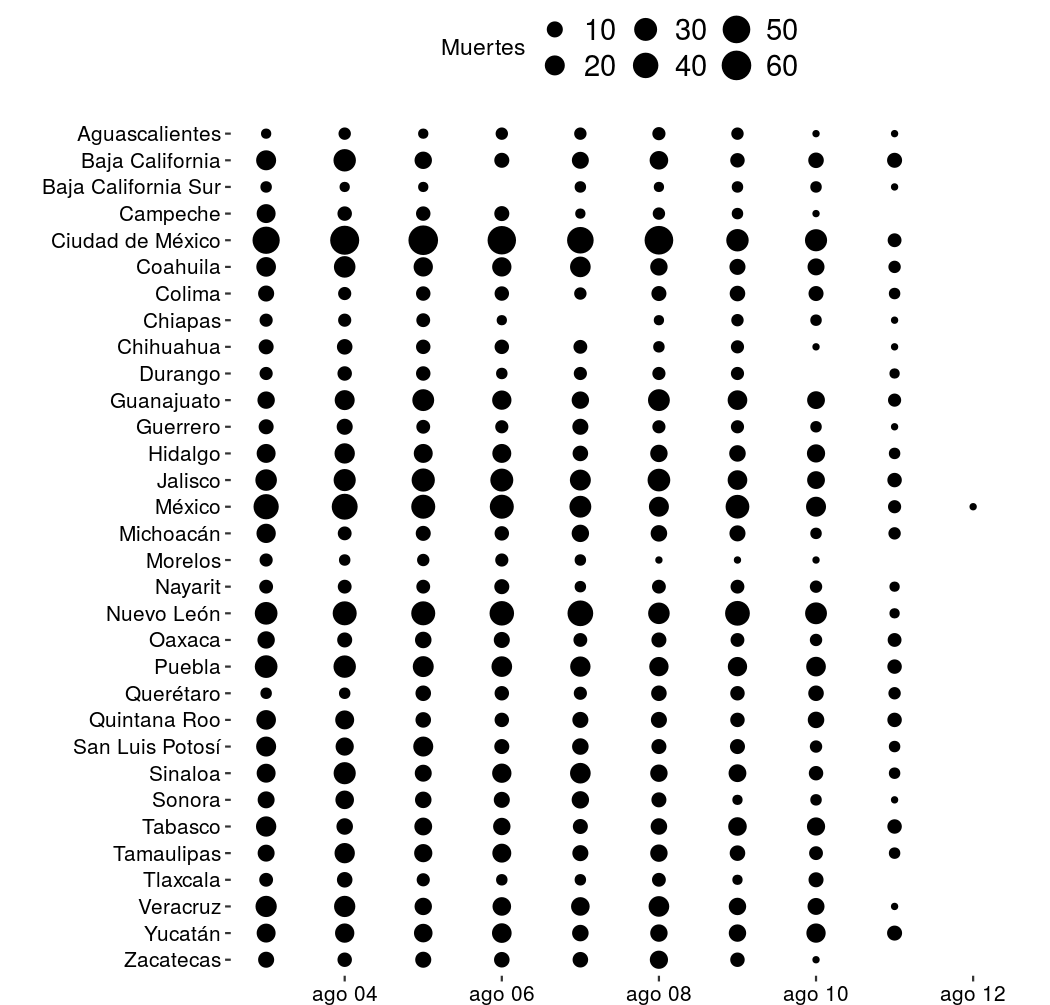 Muertes 10 30 50
20 40 60
Aguascalientes
Baja California
Baja California Sur
Campeche
Ciudad de México
Coahuila
Colima
Chiapas
Chihuahua
Durango
Guanajuato
Guerrero
Hidalgo
Jalisco
México
Michoacán
Morelos
Nayarit
Nuevo León
Oaxaca
Puebla
Querétaro
Quintana Roo
San Luis Potosí
Sinaloa
Sonora
Tabasco
Tamaulipas
Tlaxcala
Veracruz
Yucatán
Zacatecas
ago 04 ago 06 ago 08 ago 10 ago 12